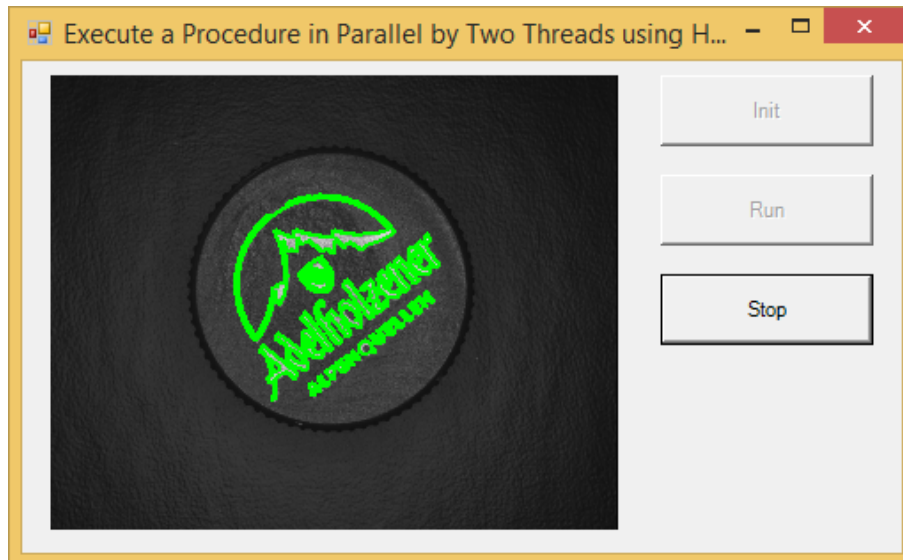 Execute a Procedure in Parallel by Two Threads using H...
Init
Run
Stop
Adelholzener
ALPENQUELLEN